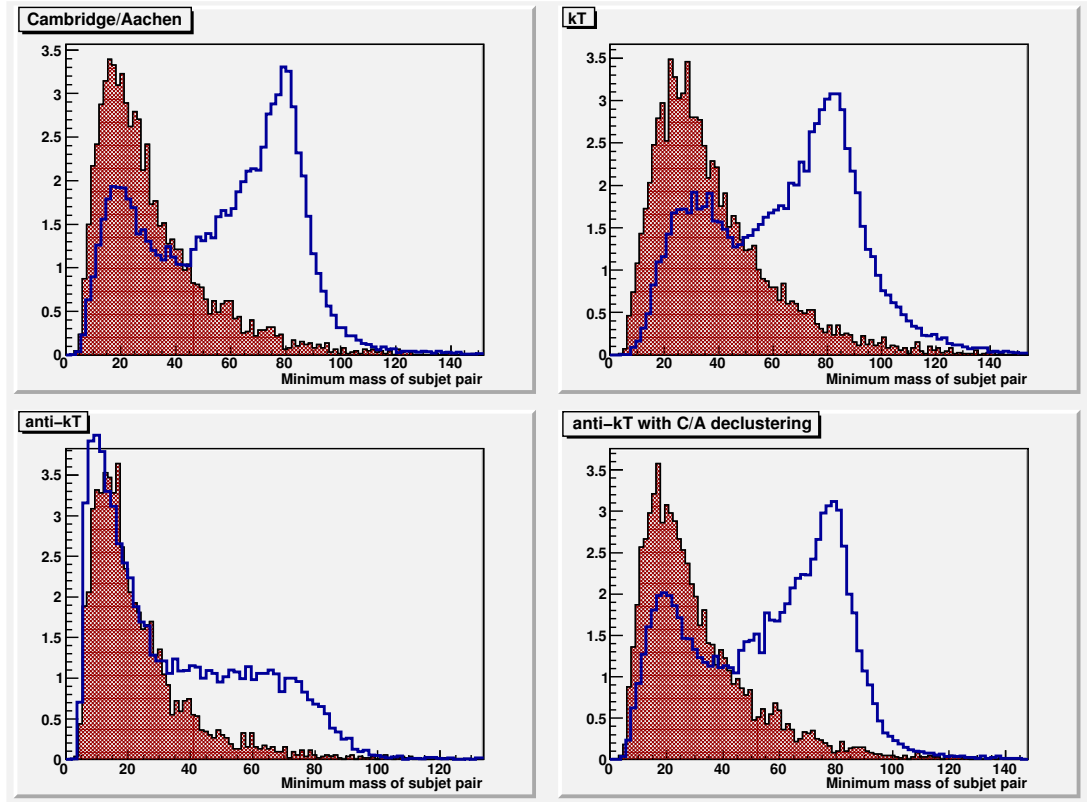 Cambridge/Aachen
3.5
3
2.5
2
1.5
1
0.5
0
0 20 40 60 80 100 120 140
Minimum mass of subjet pair
kT
3.5
3
2.5
2
1.5
1
0.5
0
0 20 40 60 80 100 120 140
Minimum mass of subjet pair
anti-kT
3.5
3
2.5
2
1.5
1
0.5
0
0 20 40 60 80 100 120
Minimum mass of subjet pair
anti-kT with C/A declustering
3.5
3
2.5
2
1.5
1
0.5
0
0 20 40 60 80 100 120 140
Minimum mass of subjet pair